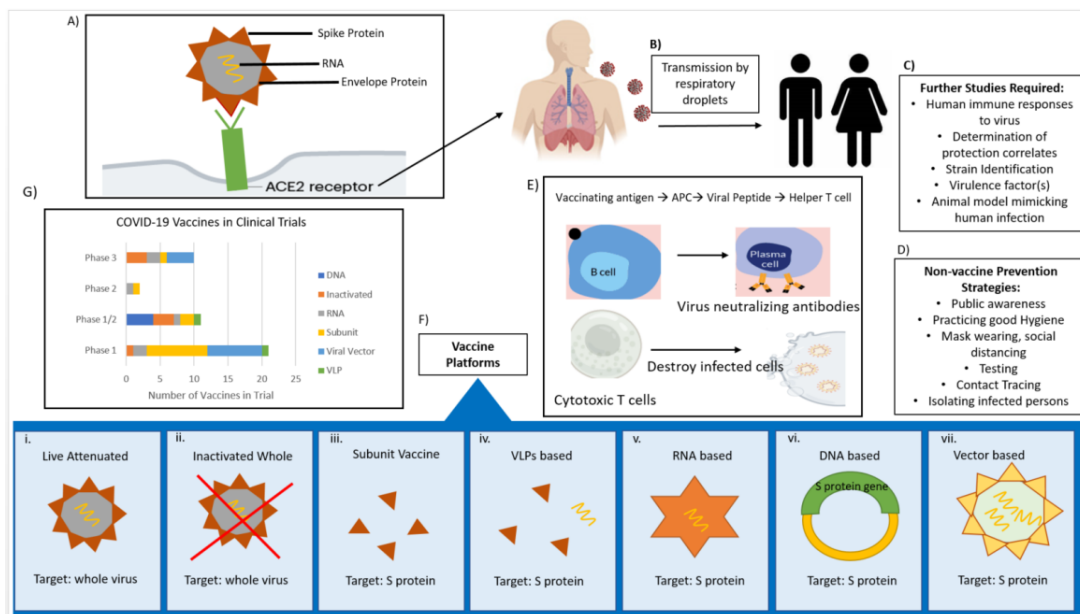 A)
Spike Protein
RNA
Envelope Protein
ACE2 receptor
B)
Transmission by
respiratory
droplets
C)
Further Studies Required:
• Human immune responses
to virus
• Determination of
protection correlates
• Strain Identification
• Virulence factor(s)
• Animal model mimicking
human infection
D)
Non-vaccine Prevention
Strategies:
• Public awareness
• Practicing good Hygiene
• Mask wearing, social
distancing
• Testing
• Contact Tracing
• Isolating infected persons
E)
Vaccinating antigen → APC→ Viral Peptide → Helper T cell
B cell
Plasma
cell
Virus neutralizing antibodies
Destroy infected cells
Cytotoxic T cells
F)
Vaccine
Platforms
G)
COVID-19 Vaccines in Clinical Trials
Phase 3
Phase 2
Phase 1/2
Phase 1
0 5 10 15 20 25
Number of Vaccines in Trial
DNA
Inactivated
RNA
Subunit
Viral Vector
VLP
i.
Live Attenuated
Target: whole virus
ii.
Inactivated Whole
Target: whole virus
iii.
Subunit Vaccine
Target: S protein
iv.
VLPs based
Target: S protein
v.
RNA based
Target: S protein
vi.
DNA based
S protein gene
Target: S protein
vii.
Vector based
Target: S protein